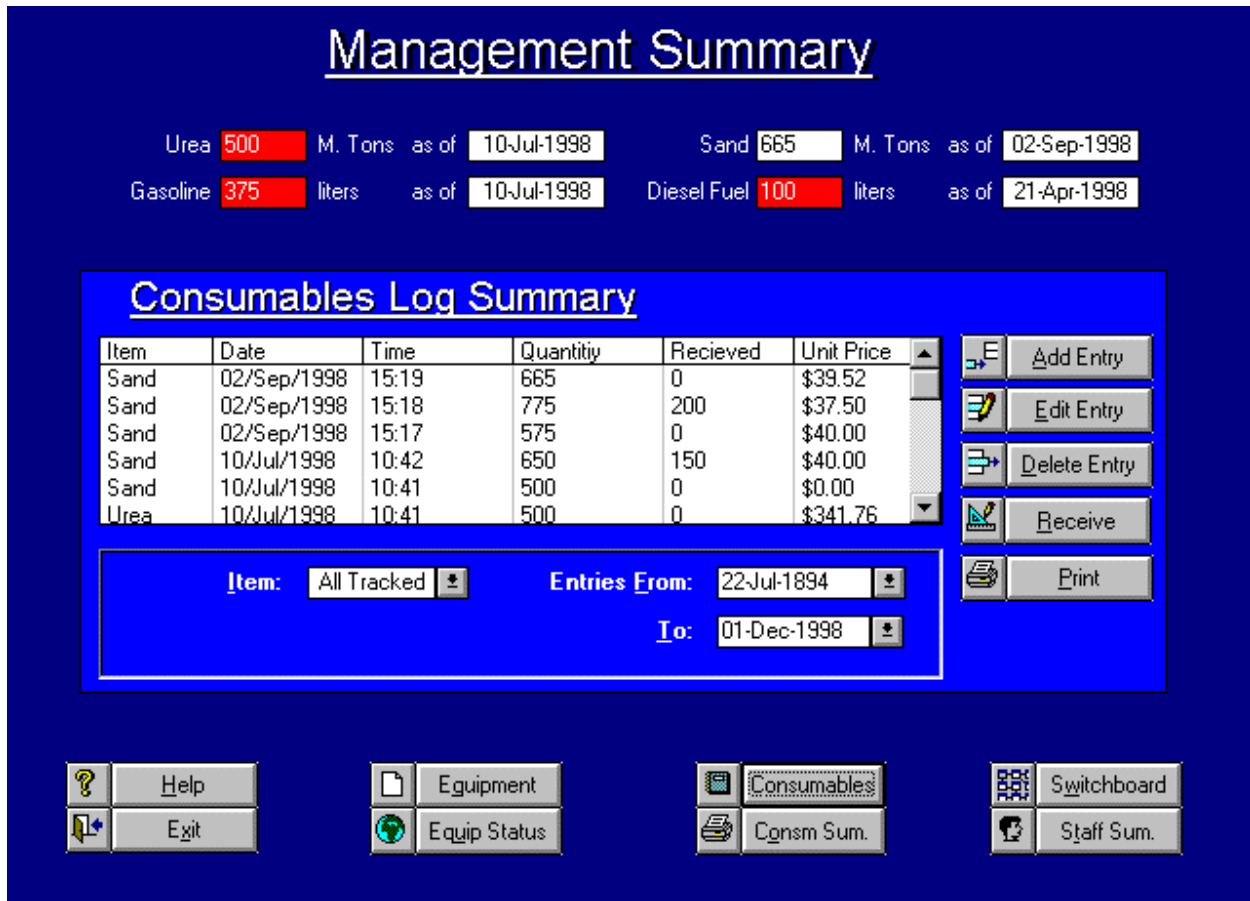 Management Summary
Urea 500 M. Tons as of 10-Jul-1998 Sand 665 M. Tons as of 02-Sep-1998
Gasoline 375 liters as of 10-Jul-1998 Diesel Fuel 100 liters as of 21-Apr-1998
Consumables Log Summary
Item Date Time Quantitiy Recieved Unit Price
Sand 02/Sep/1998 15:19 665 0 $39.52
Sand 02/Sep/1998 15:18 775 200 $37.50
Sand 02/Sep/1998 15:17 575 0 $40.00
Sand 10/Jul/1998 10:42 650 150 $40.00
Sand 10/Jul/1998 10:41 500 0 $0.00
Urea 10/Jul/1998 10:41 500 0 $341.76
Add Entry
Edit Entry
Delete Entry
Receive
Print
Item: All Tracked Entries From: 22-Jul-1894
To: 01-Dec-1998
Help Equipment Consumables Switchboard
Exit Equip Status Consm Sum. Staff Sum.